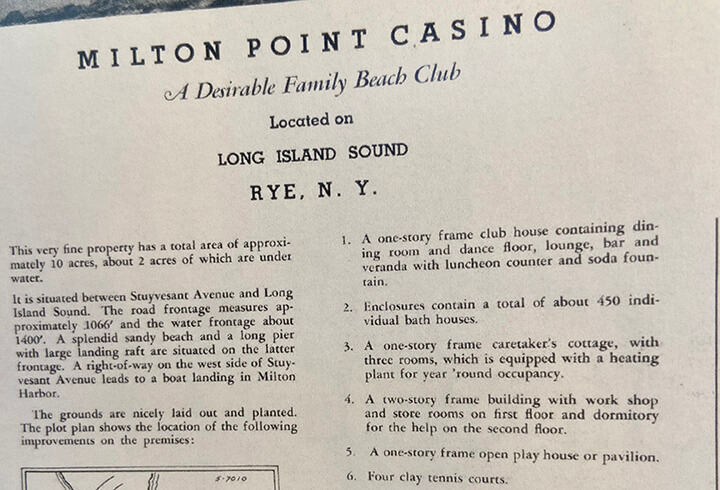 MILTON POINT CASINO
A Desirable Family Beach Club
Located on
LONG ISLAND SOUND
RYE, N. Y.
This very fine property has a total area of approxi-
mately 10 acres, about 2 acres of which are under
water.
It is situated between Stuyvesant Avenue and Long
Island Sound. The road frontage measures ap-
proximately 1066' and the water frontage about
1400'. A splendid sandy beach and a long pier
with large landing raft are situated on the latter
frontage. A right-of-way on the west side of Stuy-
vesant Avenue leads to a boat landing in Milton
Harbor.
The grounds are nicely laid out and planted.
The plot plan shows the location of the following
improvements on the premises:
5-7010
1. A one-story frame club house containing din-
ing room and dance floor, lounge, bar and
veranda with luncheon counter and soda foun-
tain.
2. Enclosures contain a total of about 450 indi-
vidual bath houses.
3. A one-story frame caretaker's cottage, with
three rooms, which is equipped with a heating
plant for year 'round occupancy.
4. A two-story frame building with work shop
and store rooms on first floor and dormitory
for the help on the second floor.
5. A one-story frame open play house or pavilion.
6. Four clay tennis courts.